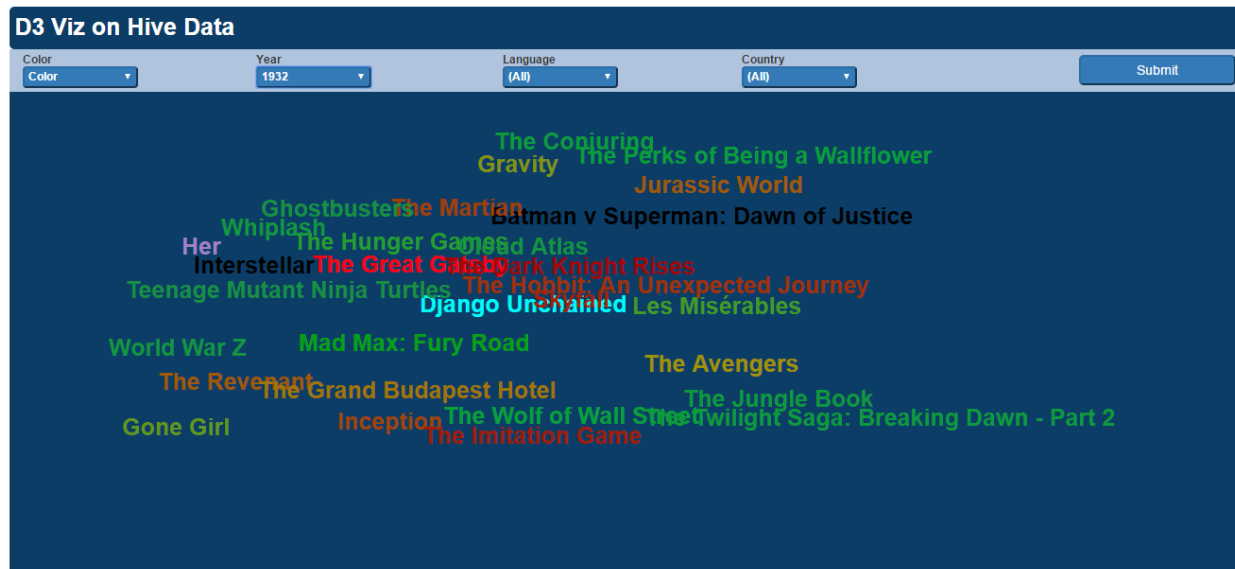 D3 Viz on Hive Data
Color Year Language Country
Color 1932 (All) (All) Submit
The Conjuring
The Perks of Being a Wallflower
Gravity
Jurassic World
Ghostbusters
The Martian
Batman v Superman: Dawn of Justice
Whiplash
The Hunger Games
Cloud Atlas
Her
Interstellar
The Great Gatsby
The Dark Knight Rises
The Hobbit: An Unexpected Journey
Teenage Mutant Ninja Turtles
Skyfall
Django Unchained
Les Misérables
World War Z
Mad Max: Fury Road
The Avengers
The Revenant
The Grand Budapest Hotel
The Jungle Book
Gone Girl
Inception
The Wolf of Wall Street
The Twilight Saga: Breaking Dawn - Part 2
The Imitation Game